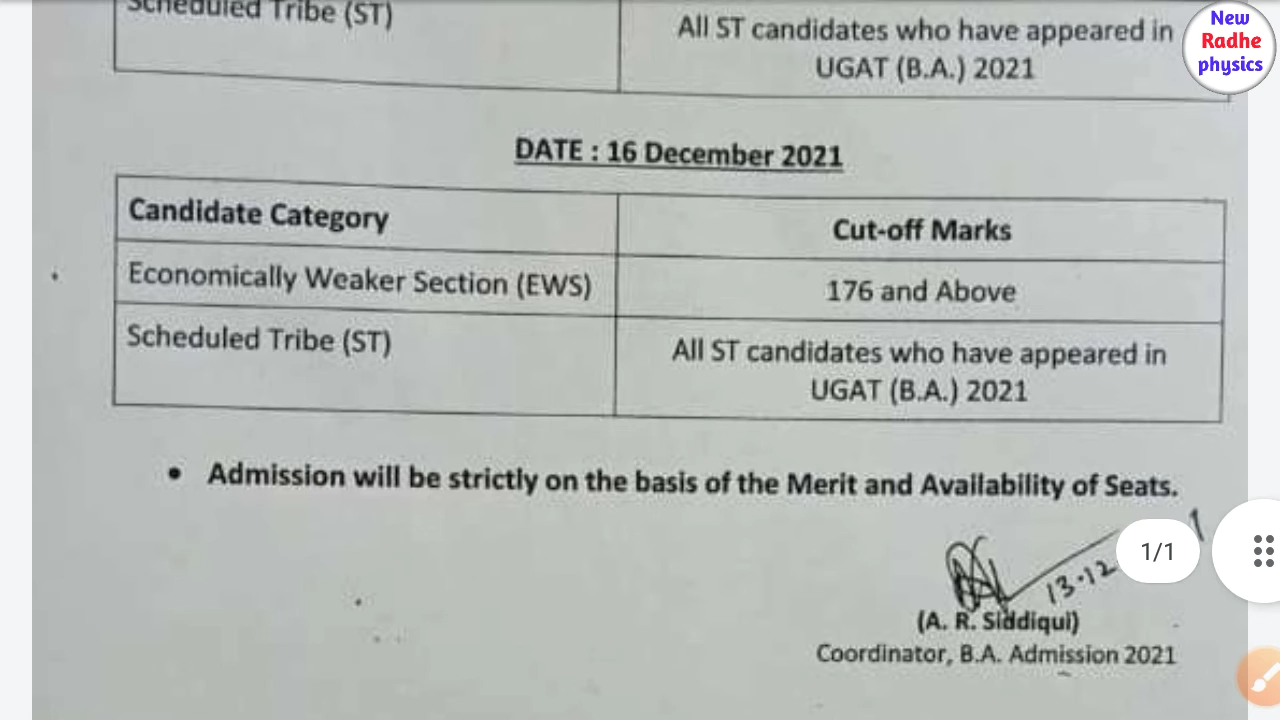 Scheduled Tribe (ST)
All ST candidates who have appeared in
UGAT (B.A.) 2021
New
Radhe
physics
DATE : 16 December 2021
Candidate Category
Cut-off Marks
Economically Weaker Section (EWS)
176 and Above
Scheduled Tribe (ST)
All ST candidates who have appeared in
UGAT (B.A.) 2021
• Admission will be strictly on the basis of the Merit and Availability of Seats.
13.12
1/1
(A. R. Siddiqui)
Coordinator, B.A. Admission 2021